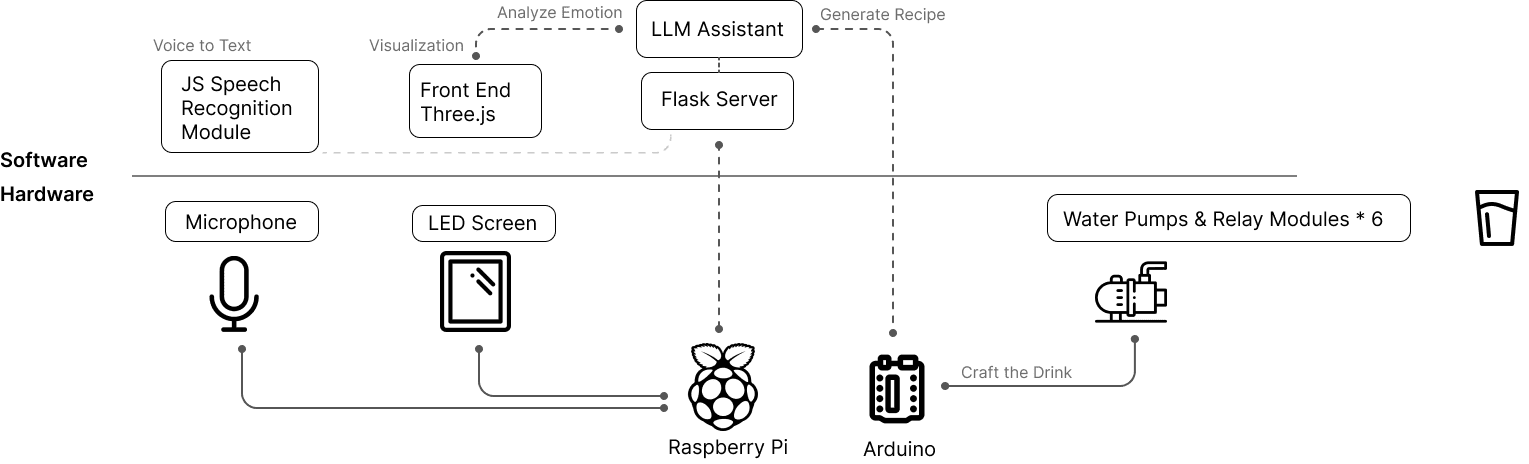 Analyze Emotion
LLM Assistant
Generate Recipe
Voice to Text
Visualization
JS Speech
Recognition
Module
Front End
Three.js
Flask Server
Software
Hardware
Microphone
LED Screen
Water Pumps & Relay Modules * 6
Craft the Drink
Raspberry Pi
Arduino